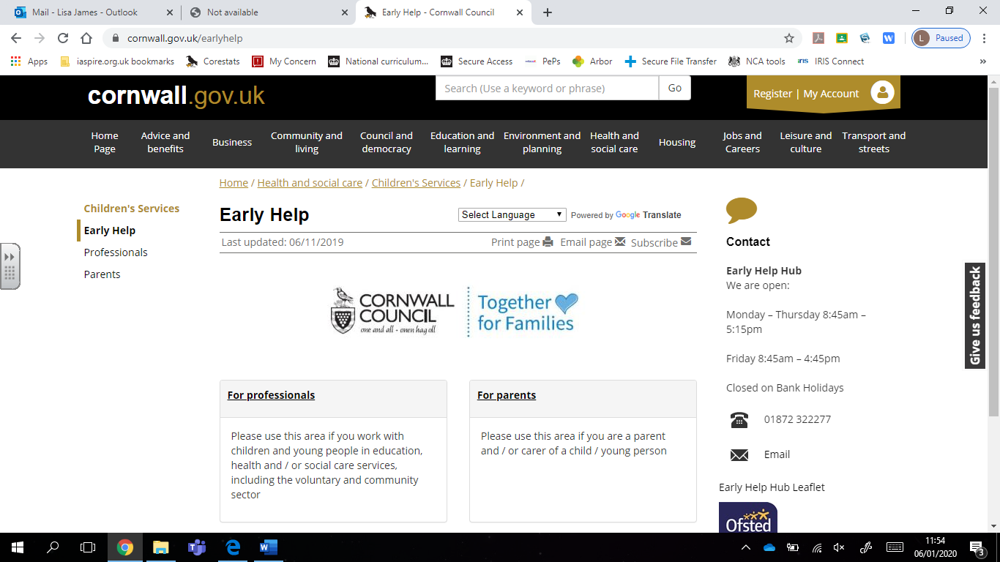 Mail - Lisa James - Outlook
Not available
Early Help - Cornwall Council
cornwall.gov.uk/earlyhelp
L Paused
Apps
iaspire.org.uk bookmarks
Corestats
My Concern
National curriculum...
Secure Access
PePs
Arbor
Secure File Transfer
NCA tools
iris IRIS Connect
»
cornwall.gov.uk
Search (Use a keyword or phrase)
Go
Register | My Account
Home Page
Advice and benefits
Business
Community and living
Council and democracy
Education and learning
Environment and planning
Health and social care
Housing
Jobs and Careers
Leisure and culture
Transport and streets
Home / Health and social care / Children's Services / Early Help /
Children's Services
Early Help
Professionals
Parents
Early Help
Select Language
Powered by Google Translate
Last updated: 06/11/2019
Print page
Email page
Subscribe
CORNWALL
COUNCIL
one and all • onen hag oll
Together
for Families
For professionals
Please use this area if you work with
children and young people in education,
health and / or social care services,
including the voluntary and community
sector
For parents
Please use this area if you are a parent
and / or carer of a child / young person
Contact
Early Help Hub
We are open:
Monday – Thursday 8:45am –
5:15pm
Friday 8:45am – 4:45pm
Closed on Bank Holidays
01872 322277
Email
Early Help Hub Leaflet
Ofsted
Give us feedback
11:54
06/01/2020
3